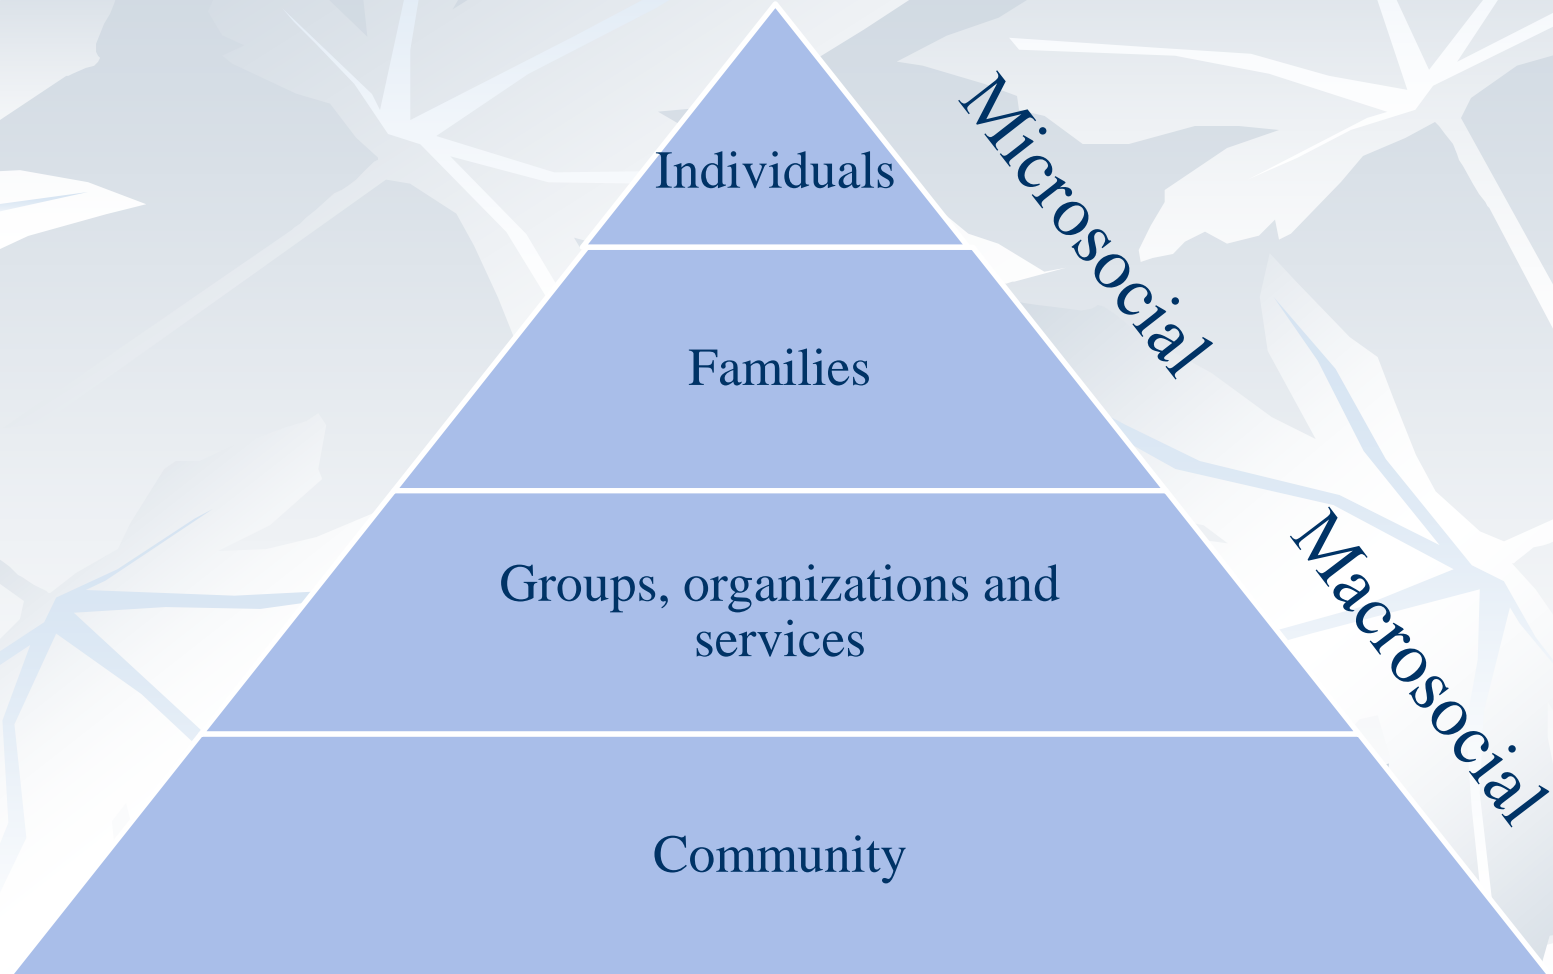 Individuals
Microsocial
Families
Groups, organizations and
services
Macrosocial
Community